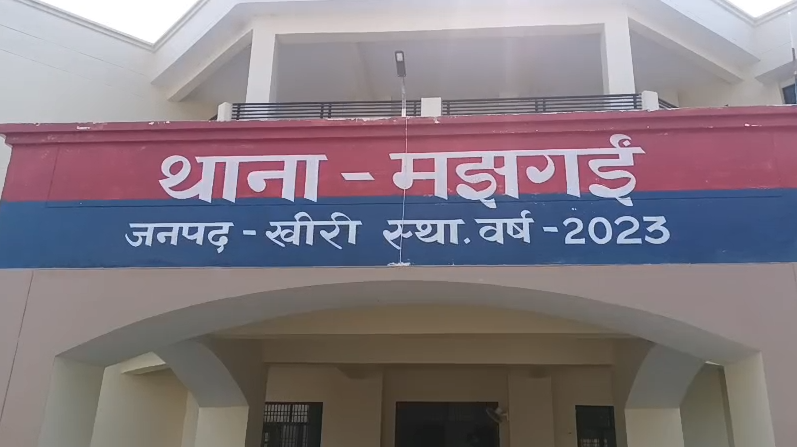 थाना - मझगईं
जनपद - खीरी स्था. वर्ष - 2023